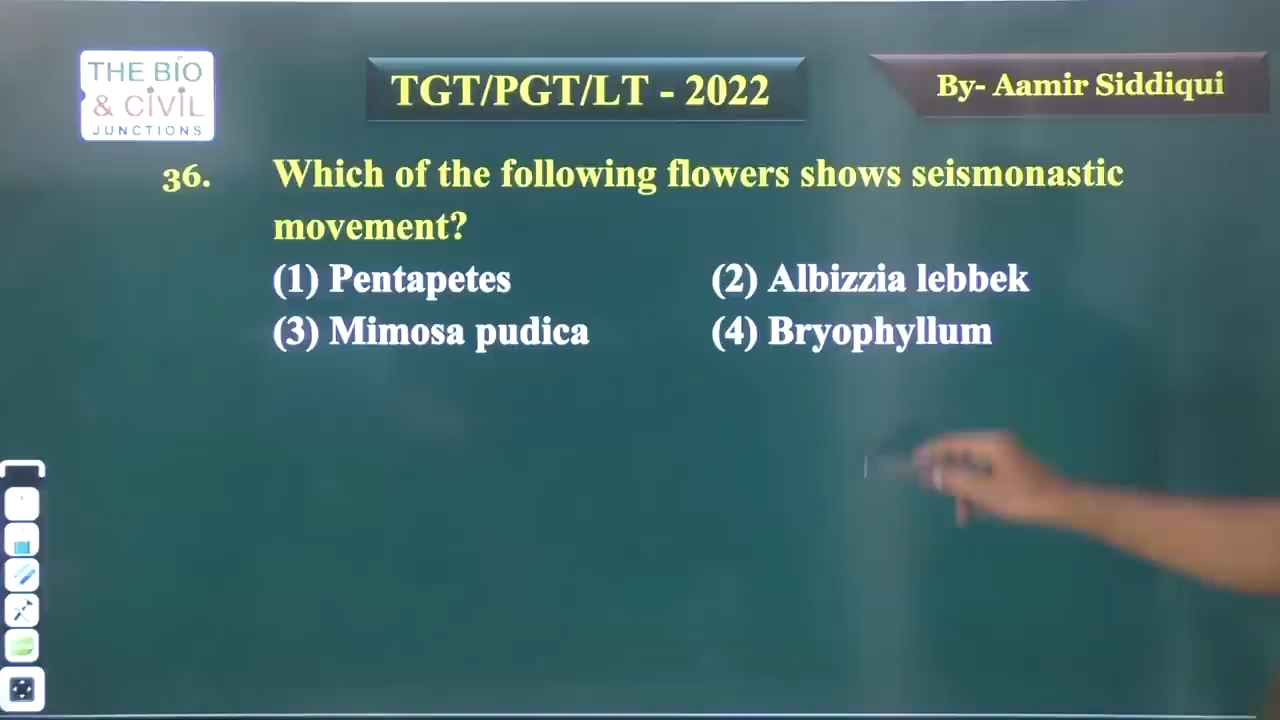 THE BIO
& CIVIL
JUNCTIONS
TGT/PGT/LT - 2022
By- Aamir Siddiqui
36. Which of the following flowers shows seismonastic
movement?
(1) Pentapetes (2) Albizzia lebbek
(3) Mimosa pudica (4) Bryophyllum